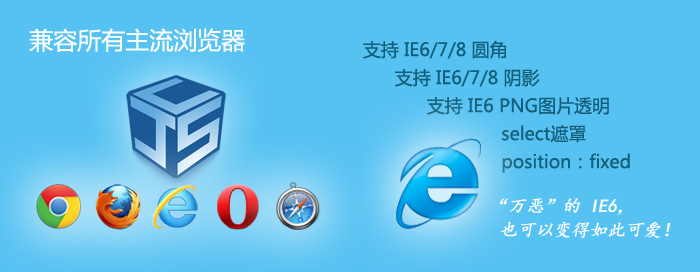 兼容所有主流浏览器
CJS
支持 IE6/7/8 圆角
支持 IE6/7/8 阴影
支持 IE6 PNG图片透明
select遮罩
position：fixed
“万恶”的 IE6,
也可以变得如此可爱！